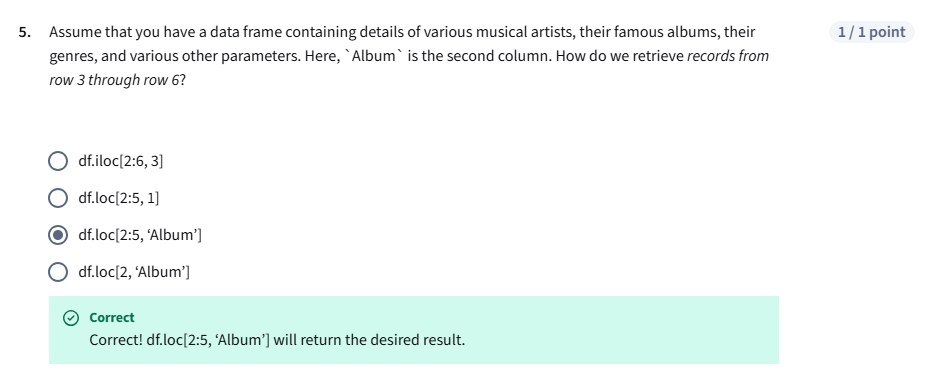 5. Assume that you have a data frame containing details of various musical artists, their famous albums, their
1 / 1 point
genres, and various other parameters. Here, `Album` is the second column. How do we retrieve records from
row 3 through row 6?
df.iloc[2:6, 3]
df.loc[2:5, 1]
df.loc[2:5, ‘Album’]
df.loc[2, ‘Album’]
Correct
Correct! df.loc[2:5, ‘Album’] will return the desired result.